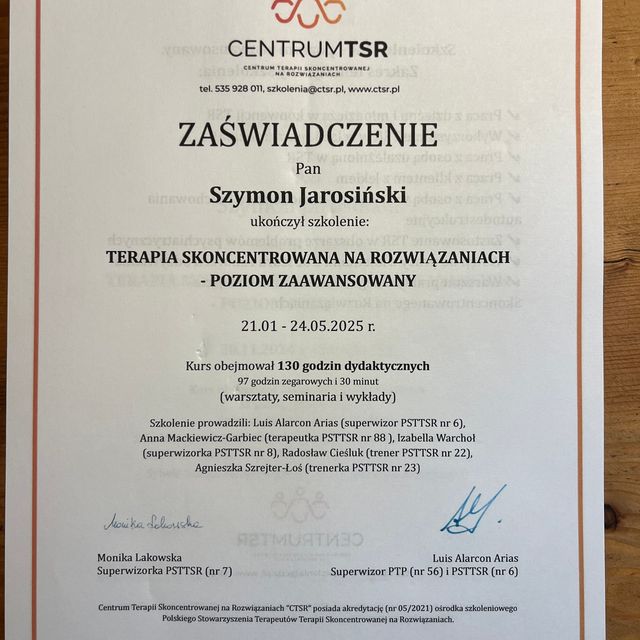 CENTRUMTSR
CENTRUM TERAPII SKONCENTROWANEJ
NA ROZWIĄZANIACH
tel. 535 928 011, szkolenia@ctsr.pl, www.ctsr.pl
ZAŚWIADCZENIE
Pan
Szymon Jarosiński
ukończył szkolenie:
TERAPIA SKONCENTROWANA NA ROZWIĄZANIACH
- POZIOM ZAAWANSOWANY
21.01 - 24.05.2025 r.
Kurs obejmował 130 godzin dydaktycznych
97 godzin zegarowych i 30 minut
(warsztaty, seminaria i wykłady)
Szkolenie prowadzili: Luis Alarcon Arias (superwizor PSTTSR nr 6),
Anna Mackiewicz-Garbiec (terapeutka PSTTSR nr 88 ), Izabella Warchoł
(superwizorka PSTTSR nr 8), Radosław Cieśluk (trener PSTTSR nr 22),
Agnieszka Szrejter-Łoś (trenerka PSTTSR nr 23)
Monika Lakowska
Monika Lakowska Luis Alarcon Arias
Superwizorka PSTTSR (nr 7) Superwizor PTP (nr 56) i PSTTSR (nr 6)
Centrum Terapii Skoncentrowanej na Rozwiązaniach "CTSR" posiada akredytację (nr 05/2021) ośrodka szkoleniowego
Polskiego Stowarzyszenia Terapeutów Terapii Skoncentrowanej na Rozwiązaniach.